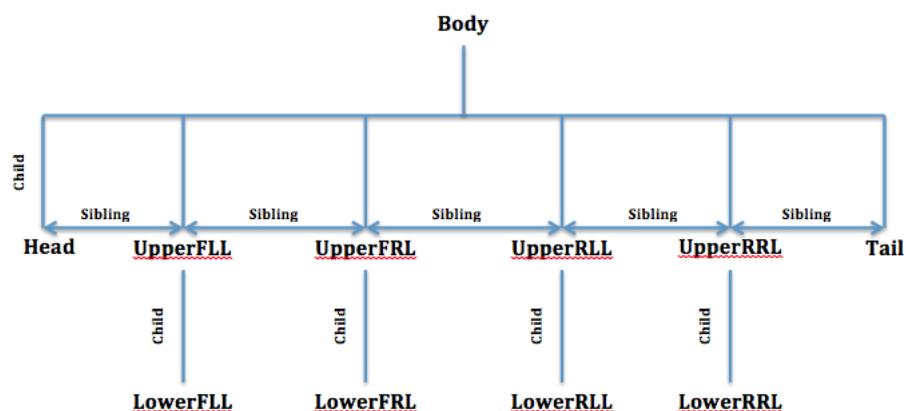 Body
Child
Sibling Sibling Sibling Sibling Sibling
Head UpperFLL UpperFRL UpperRLL UpperRRL Tail
Child Child Child Child
LowerFLL LowerFRL LowerRLL LowerRRL